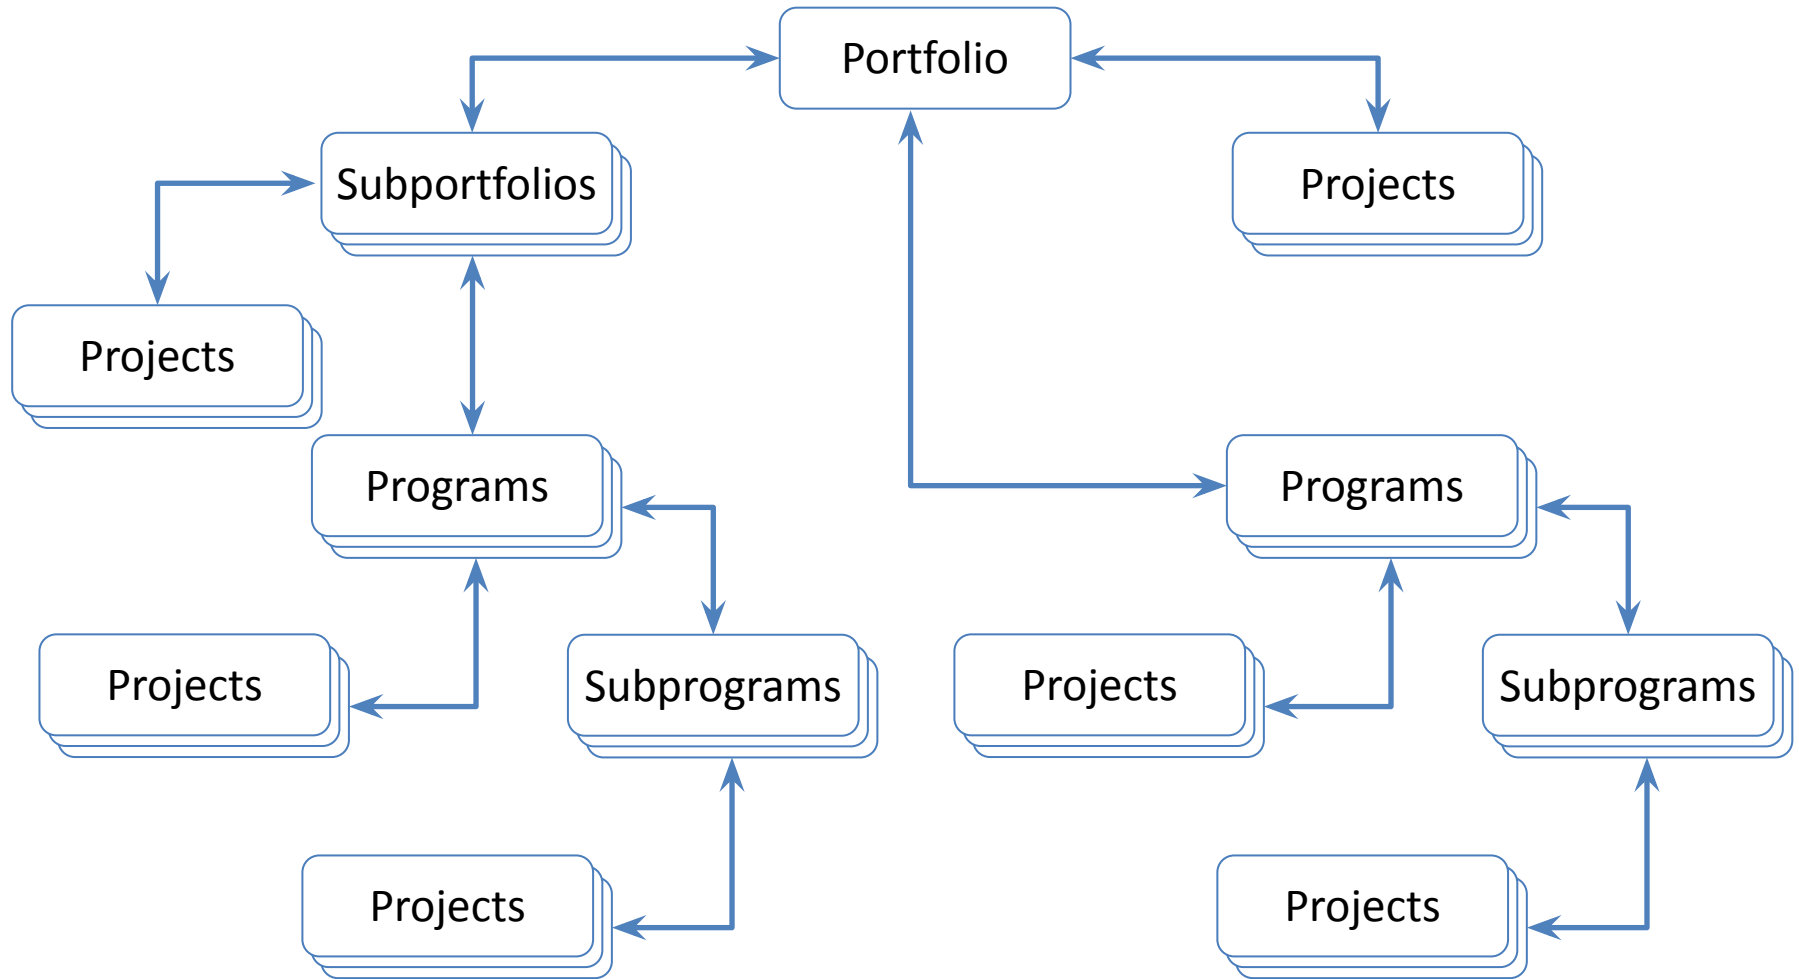 Portfolio
Subportfolios
Projects
Projects
Programs
Programs
Projects
Subprograms
Projects
Subprograms
Projects
Projects